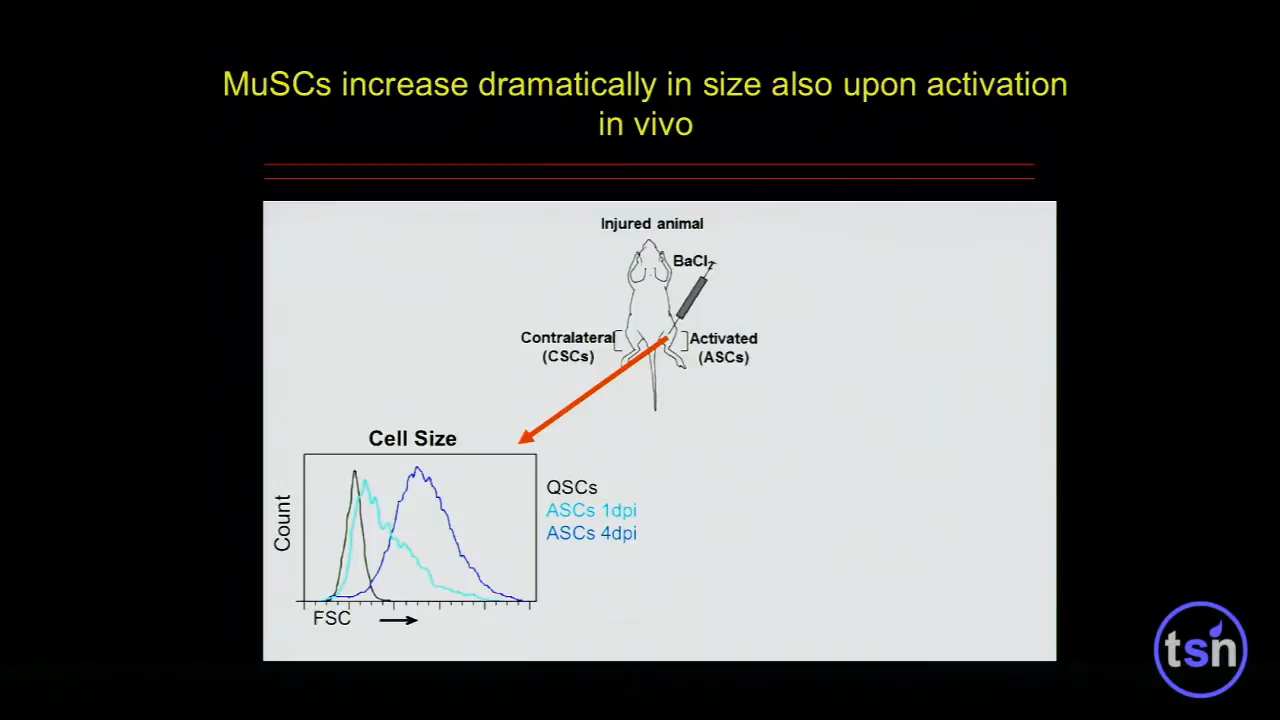 MuSCs increase dramatically in size also upon activation
in vivo
Injured animal
BaCl2
Contralateral
(CSCs)
Activated
(ASCs)
Cell Size
Count
QSCs
ASCs 1dpi
ASCs 4dpi
FSC
tsn